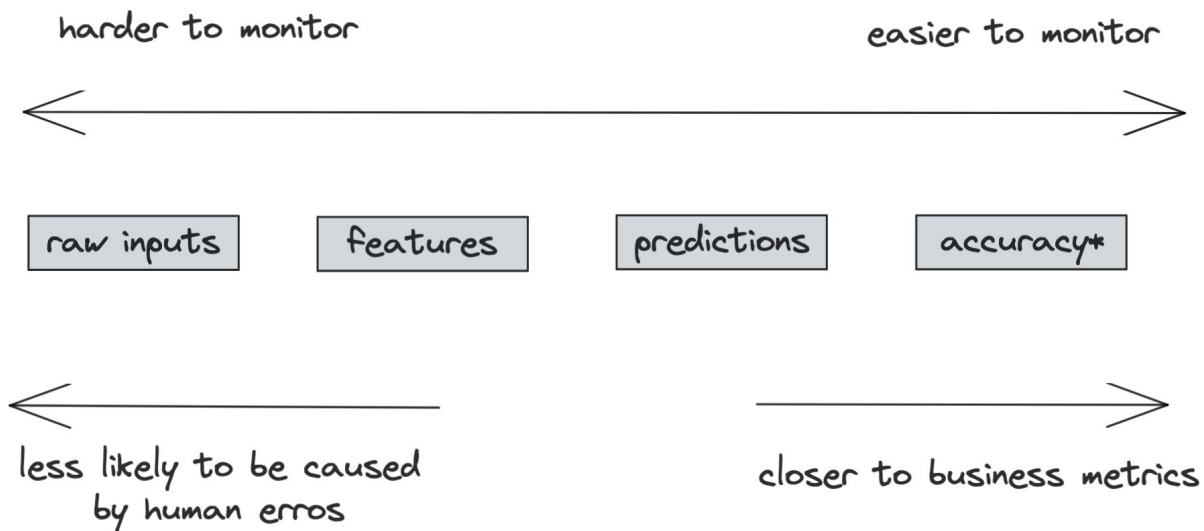 harder to monitor
easier to monitor
raw inputs
features
predictions
accuracy*
less likely to be caused
by human erros
closer to business metrics